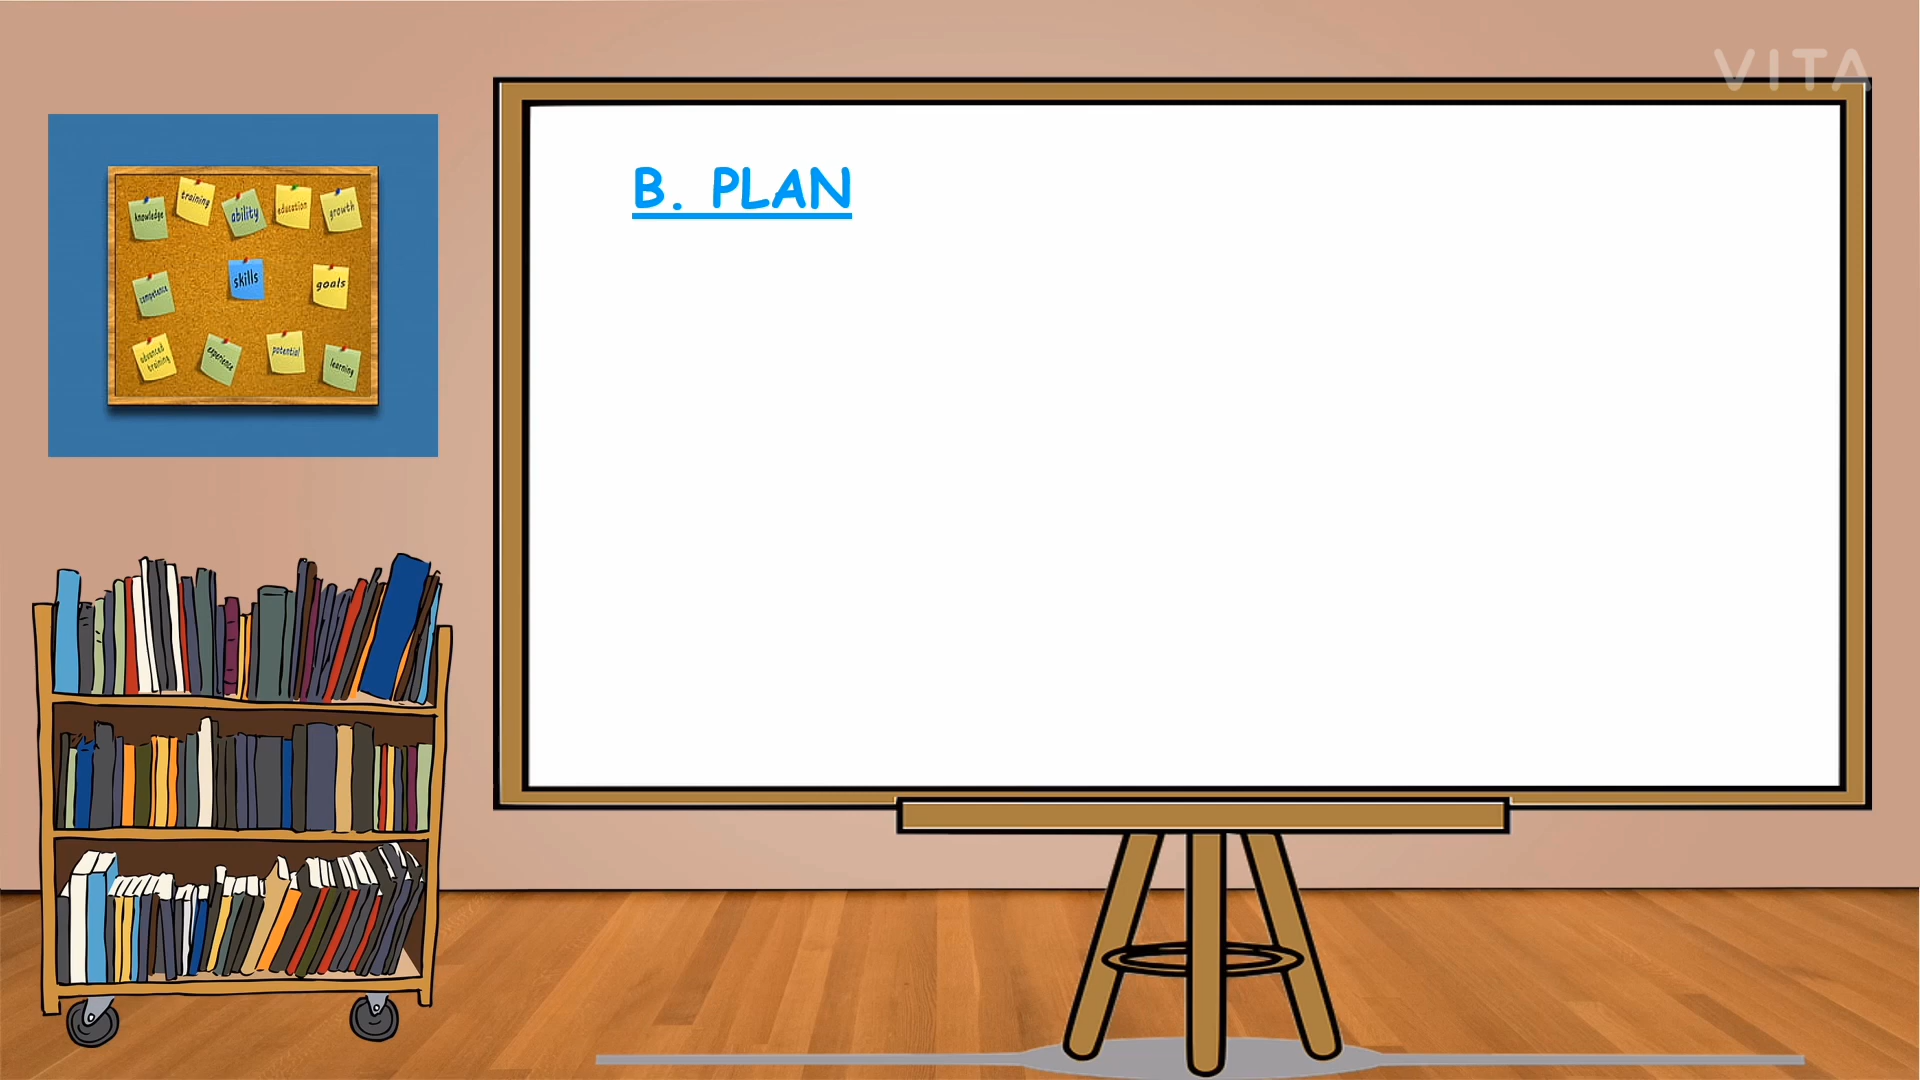 VITA
B. PLAN
knowledge
training
ability
education
growth
competence
skills
goals
advanced
training
experience
potential
learning